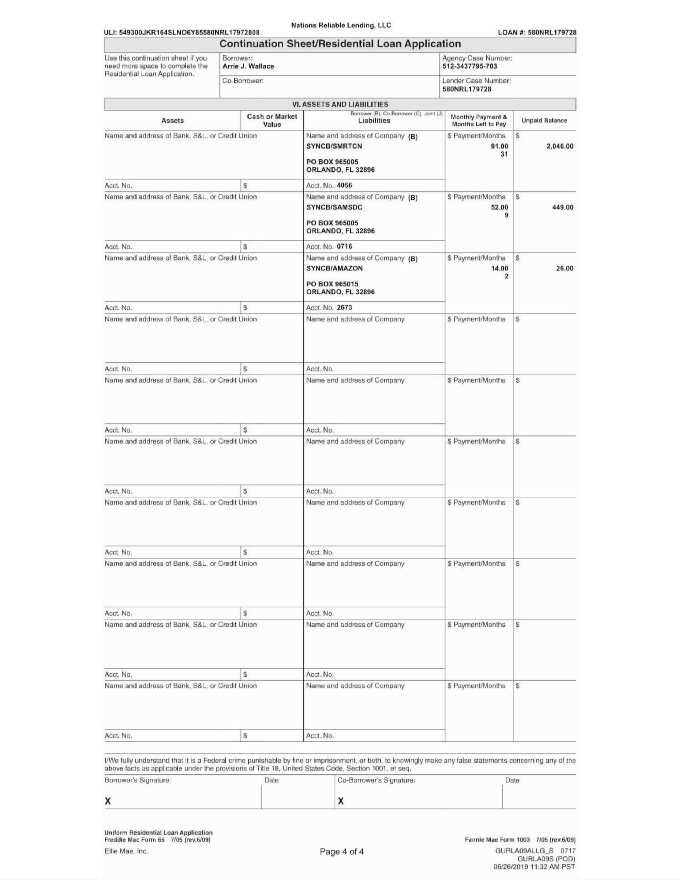 Nations Reliable Lending, LLC
ULI: 549300JKR164SLNO6Y85580NRL17972808 LOAN #: 580NRL179728
Continuation Sheet/Residential Loan Application
Use this continuation sheet if you
need more space to complete the
Residential Loan Application.
Borrower:
Arrie J. Wallace
Agency Case Number:
512-3437795-703
Co-Borrower:
Lender Case Number:
580NRL179728
VI. ASSETS AND LIABILITIES
Assets
Cash or Market
Value
Borrower (B), Co-Borrower (C), Joint (J)
Liabilities
Monthly Payment &
Months Left to Pay
Unpaid Balance
Name and address of Bank, S&L, or Credit Union Name and address of Company (B) $ Payment/Months $
SYNCB/SMRTCN 91.00 2,046.00
31
PO BOX 965005
ORLANDO, FL 32896
Acct. No. $ Acct. No. 4056
Name and address of Bank, S&L, or Credit Union Name and address of Company (B) $ Payment/Months $
SYNCB/SAMSDC 52.00 449.00
9
PO BOX 965005
ORLANDO, FL 32896
Acct. No. $ Acct. No. 0716
Name and address of Bank, S&L, or Credit Union Name and address of Company (B) $ Payment/Months $
SYNCB/AMAZON 14.00 26.00
2
PO BOX 965015
ORLANDO, FL 32896
Acct. No. $ Acct. No. 2673
Name and address of Bank, S&L, or Credit Union Name and address of Company $ Payment/Months $
Acct. No. $ Acct. No.
Name and address of Bank, S&L, or Credit Union Name and address of Company $ Payment/Months $
Acct. No. $ Acct. No.
Name and address of Bank, S&L, or Credit Union Name and address of Company $ Payment/Months $
Acct. No. $ Acct. No.
Name and address of Bank, S&L, or Credit Union Name and address of Company $ Payment/Months $
Acct. No. $ Acct. No.
Name and address of Bank, S&L, or Credit Union Name and address of Company $ Payment/Months $
Acct. No. $ Acct. No.
Name and address of Bank, S&L, or Credit Union Name and address of Company $ Payment/Months $
Acct. No. $ Acct. No.
Name and address of Bank, S&L, or Credit Union Name and address of Company $ Payment/Months $
Acct. No. $ Acct. No.
I/We fully understand that it is a Federal crime punishable by fine or imprisonment, or both, to knowingly make any false statements concerning any of the
above facts as applicable under the provisions of Title 18, United States Code, Section 1001, et seq.
Borrower's Signature: Date Co-Borrower's Signature: Date
X X
Uniform Residential Loan Application
Freddie Mac Form 65 7/05 (rev.6/09) Fannie Mae Form 1003 7/05 (rev.6/09)
Ellie Mae, Inc. Page 4 of 4 GURLA09ALLG_S 0717
GURLA09S (POD)
06/26/2019 11:32 AM PST